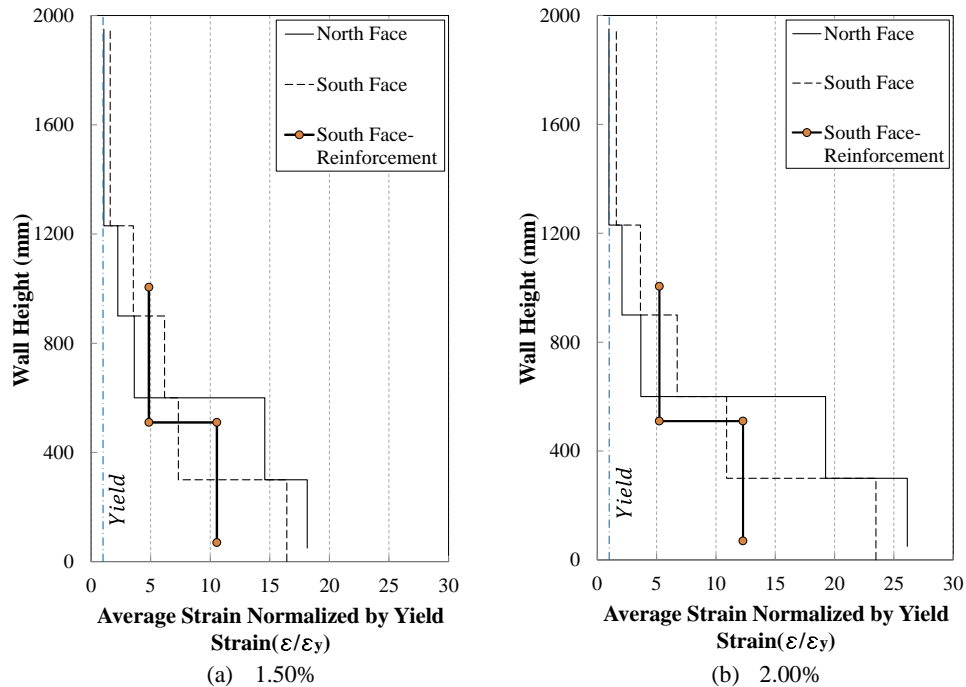 2000
1600
1200
800
400
0
Wall Height (mm)
North Face
South Face
South Face-
Reinforcement
Yield
0 5 10 15 20 25 30
Average Strain Normalized by Yield
Strain(ε/εy)
(a) 1.50%
2000
1600
1200
800
400
0
Wall Height (mm)
North Face
South Face
South Face-
Reinforcement
Yield
0 5 10 15 20 25 30
Average Strain Normalized by Yield
Strain(ε/εy)
(b) 2.00%